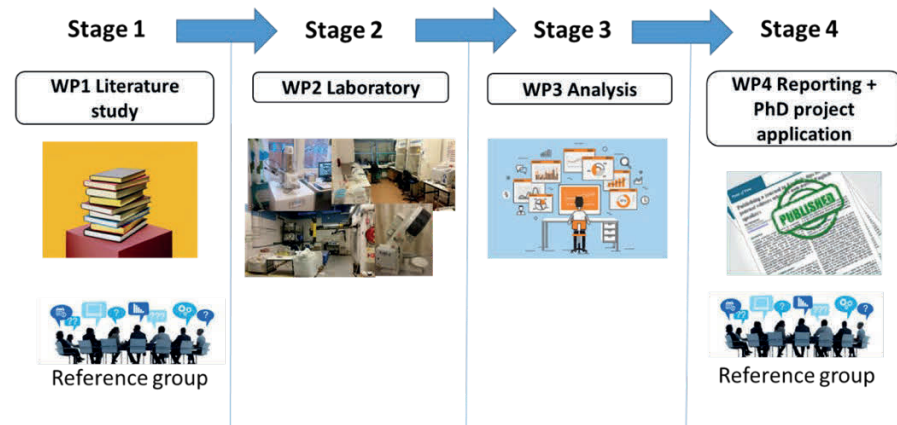 Stage 1
Stage 2
Stage 3
Stage 4
WP1 Literature
study
WP2 Laboratory
WP3 Analysis
WP4 Reporting +
PhD project
application
PUBLISHED
??
?
???
?
??
?
???
?
Reference group
Reference group